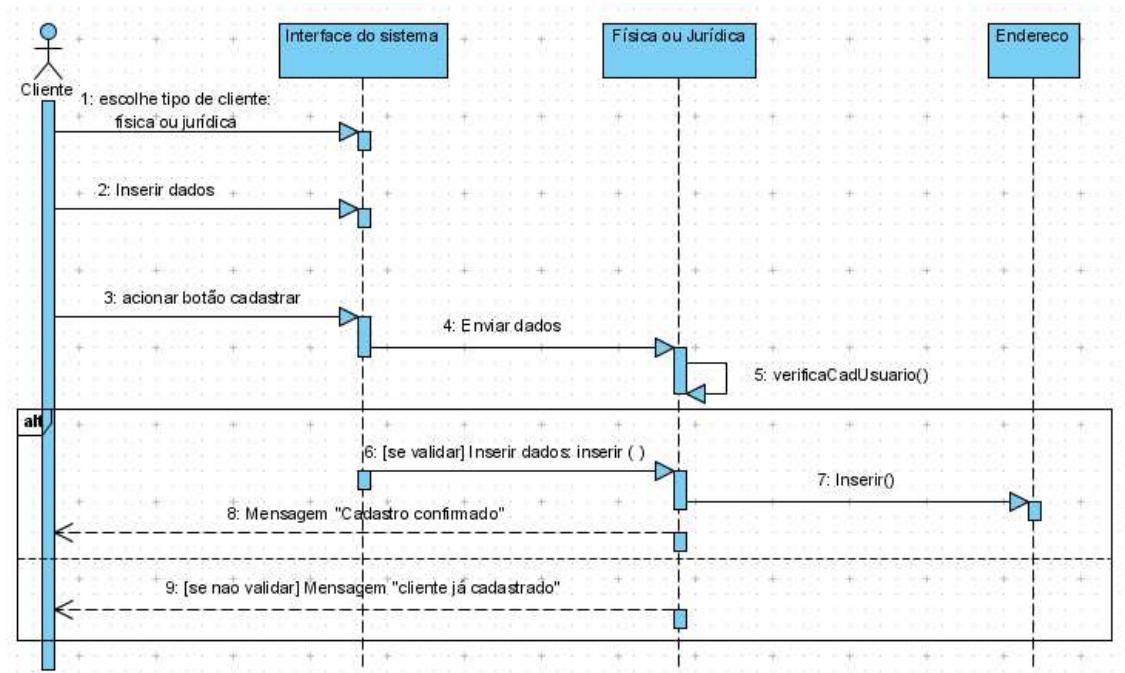 Interface do sistema
Física ou Jurídica
Endereco
Cliente
1: escolhe tipo de cliente:
física ou jurídica
2: Inserir dados
3: acionar botão cadastrar
4: Enviar dados
5: verificaCadUsuario()
alt
6: [se validar] Inserir dados: inserir ( )
7: Inserir()
8: Mensagem "Cadastro confirmado"
9: [se nao validar] Mensagem "cliente já cadastrado"